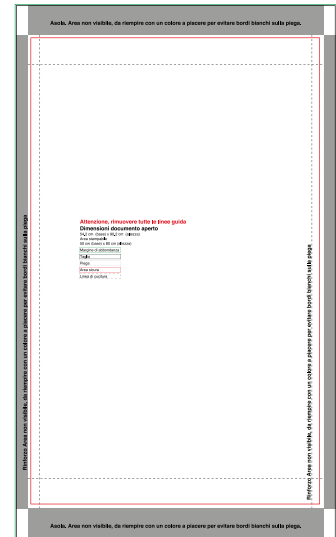 Asola. Area non visibile, da riempire con un colore a piacere per evitare bordi bianchi sulla piega.
Attenzione, rimuovere tutte le linee guida
Dimensioni documento aperto
Area stampabile
Margine di abbondanza
Taglio
Piega
Area sicura
Linea di cucitura
Rinforzo Area non visibile, da riempire con un colore a piacere per evitare bordi bianchi sulla piega
Rinforzo Area non visibile, da riempire con un colore a piacere per evitare bordi bianchi sulla piega
Asola. Area non visibile, da riempire con un colore a piacere per evitare bordi bianchi sulla piega.